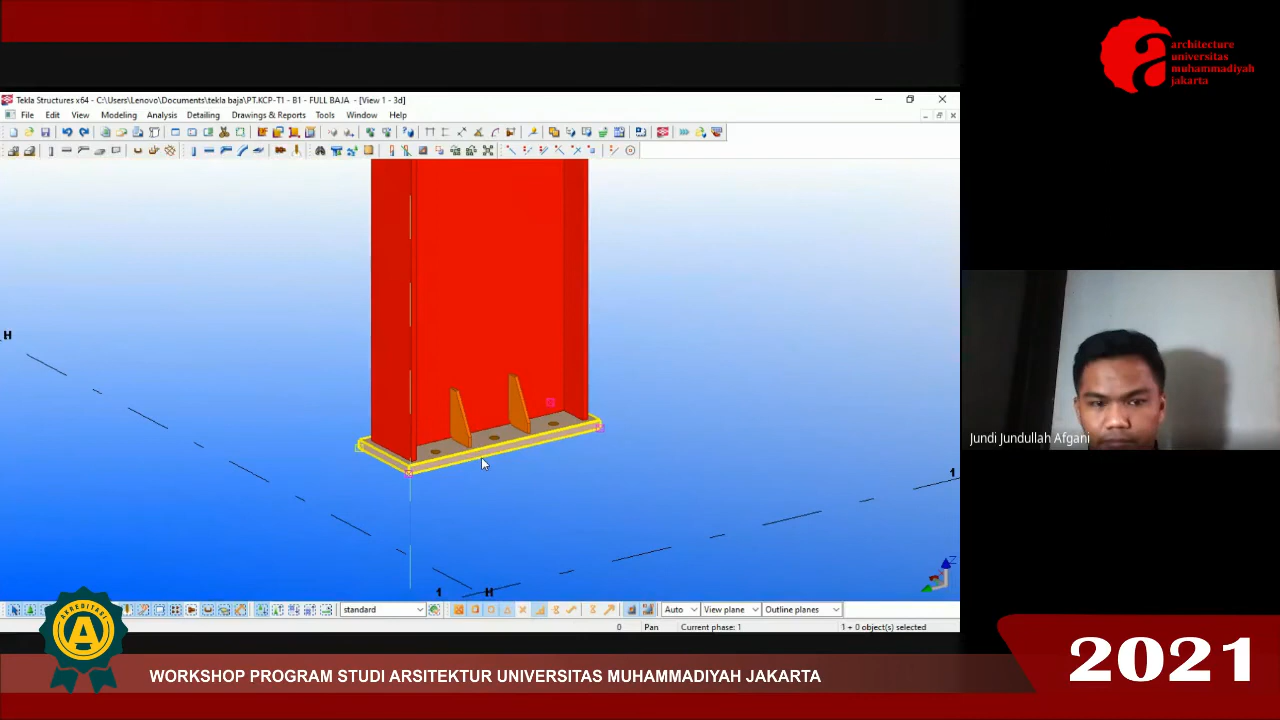 architecture
universitas
muhammadiyah
jakarta
Tekla Structures x64 - C:\Users\Lenovo\Documents\tekla baja\PT.KCP-T1 - B1 - FULL BAJA - [View 1 - 3d]
File Edit View Modeling Analysis Detailing Drawings & Reports Tools Window Help
H
1
1 H
Z
Jundi Jundullah Afgani
standard Auto View plane Outline planes
0 Pan Current phase: 1 1 + 0 object(s) selected
AKREDITASI
A
WORKSHOP PROGRAM STUDI ARSITEKTUR UNIVERSITAS MUHAMMADIYAH JAKARTA
2021